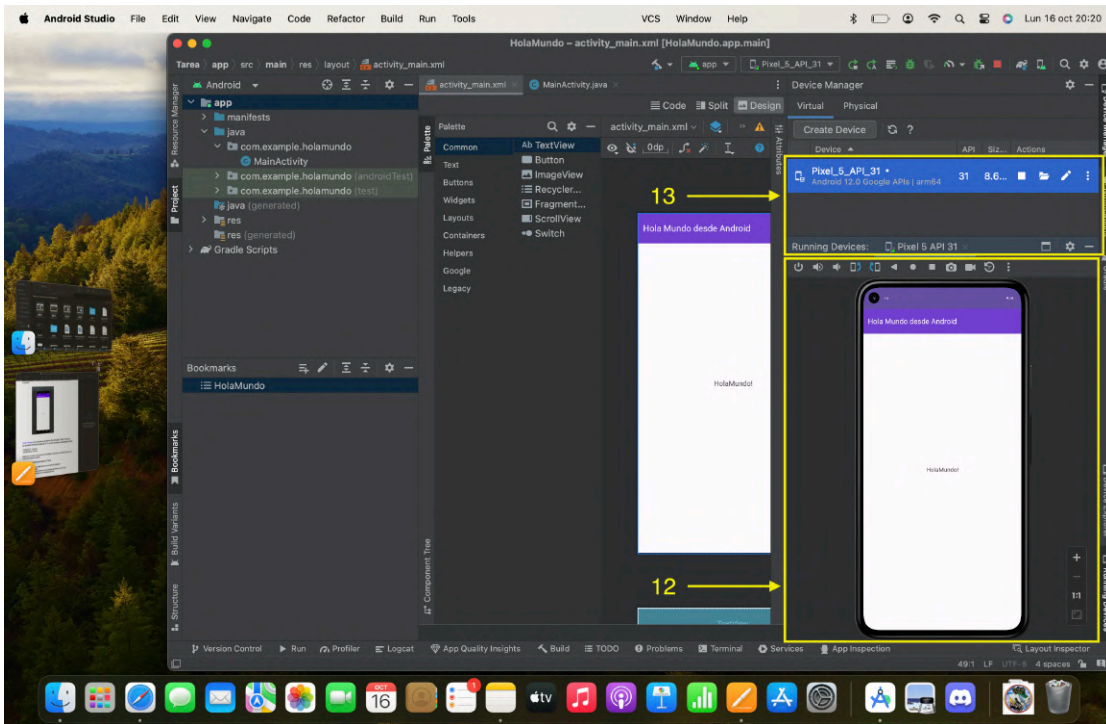 Android Studio File Edit View Navigate Code Refactor Build Run Tools VCS Window Help Lun 16 oct 20:20
HolaMundo – activity_main.xml [HolaMundo.app.main]
Tarea app src main res layout activity_main.xml app Pixel_5_API_31
Android activity_main.xml MainActivity.java Device Manager
Resource Manager
Project
Bookmarks
Build Variants
Structure
app
manifests
java
com.example.holamundo
MainActivity
com.example.holamundo (androidTest)
com.example.holamundo (test)
java (generated)
res
res (generated)
Gradle Scripts
Bookmarks
HolaMundo
Code Split Design
Palette
Palette
activity_main.xml
0dp
Attributes
Common
Text
Buttons
Widgets
Layouts
Containers
Helpers
Google
Legacy
Ab TextView
Button
ImageView
Recycler...
Fragment...
ScrollView
Switch
Component Tree
Hola Mundo desde Android
HolaMundo!
TextView
13
12
Virtual Physical
Create Device ?
Device API Siz... Actions
Pixel_5_API_31 31 8.6...
Android 12.0 Google APIs | arm64
Running Devices: Pixel 5 API 31
Hola Mundo desde Android
HolaMundo!
1:1
Running Devices
Version Control Run Profiler Logcat App Quality Insights Build TODO Problems Terminal Services App Inspection Layout Inspector
49:1 LF UTF-8 4 spaces
OCT
16
1
tv